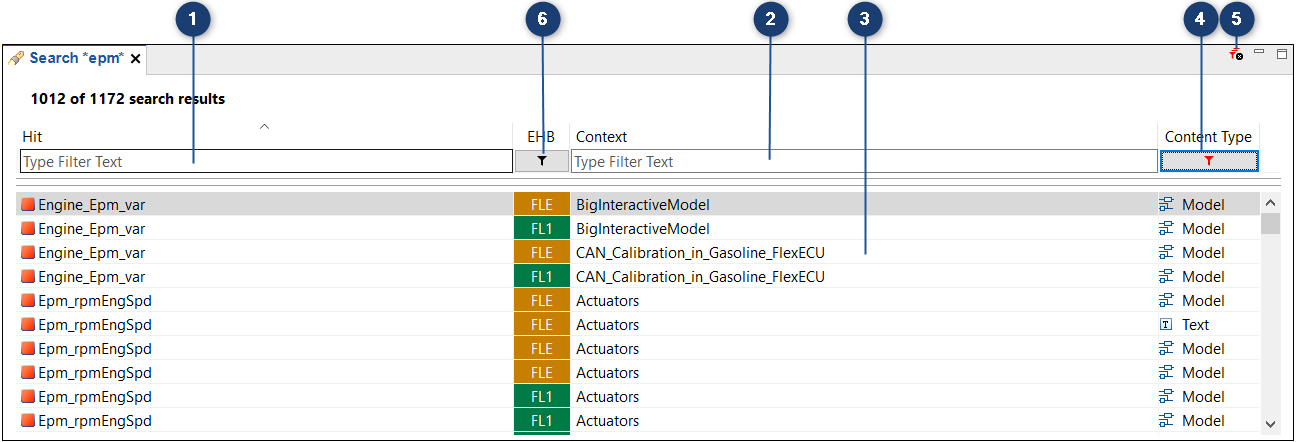 1 6 2 3 4 5
Search *epm*
1012 of 1172 search results
Hit EHB Context Content Type
Type Filter Text Type Filter Text
Engine_Epm_var FLE BigInteractiveModel Model
Engine_Epm_var FL1 BigInteractiveModel Model
Engine_Epm_var FLE CAN_Calibration_in_Gasoline_FlexECU Model
Engine_Epm_var FL1 CAN_Calibration_in_Gasoline_FlexECU Model
Epm_rpmEngSpd FLE Actuators Model
Epm_rpmEngSpd FLE Actuators T Text
Epm_rpmEngSpd FLE Actuators Model
Epm_rpmEngSpd FLE Actuators Model
Epm_rpmEngSpd FL1 Actuators Model
Epm_rpmEngSpd FL1 Actuators Model